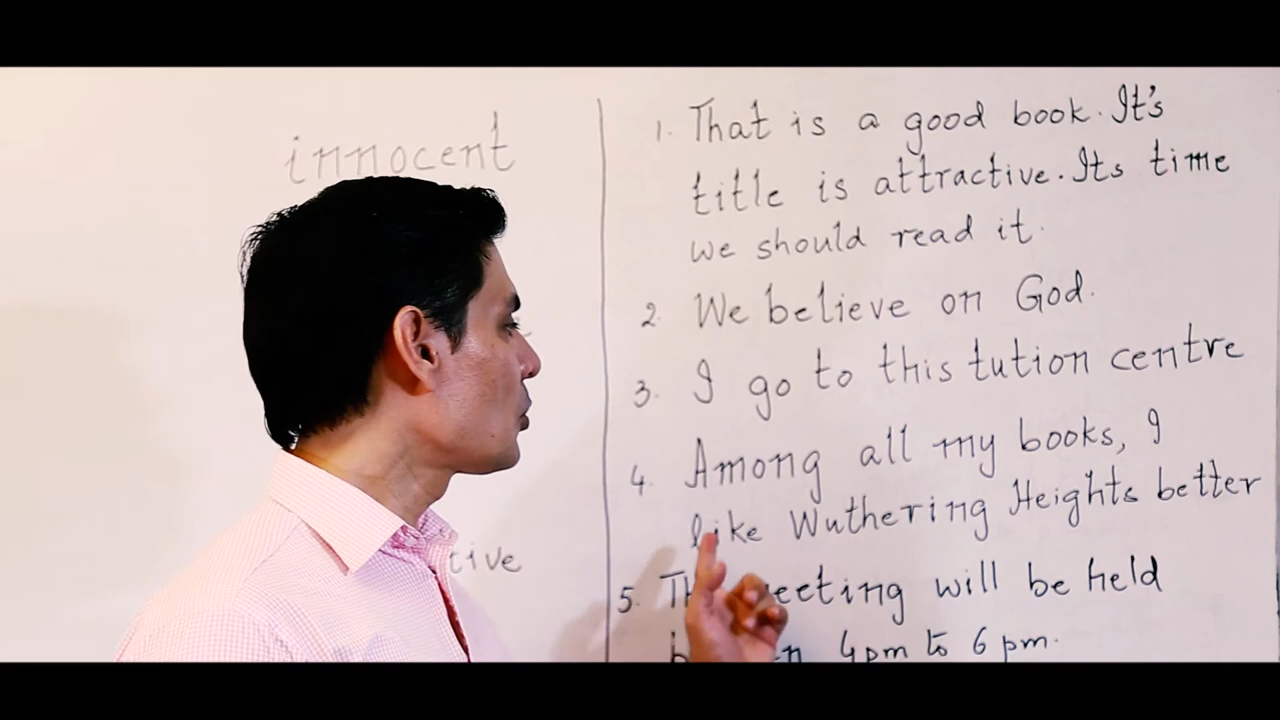 innocent
tive
1. That is a good book. It's
title is attractive. Its time
we should read it.
2. We believe on God.
3. I go to this tution centre
4. Among all my books, I
like Wuthering Heights better
5. will be held
4pm to 6 pm.